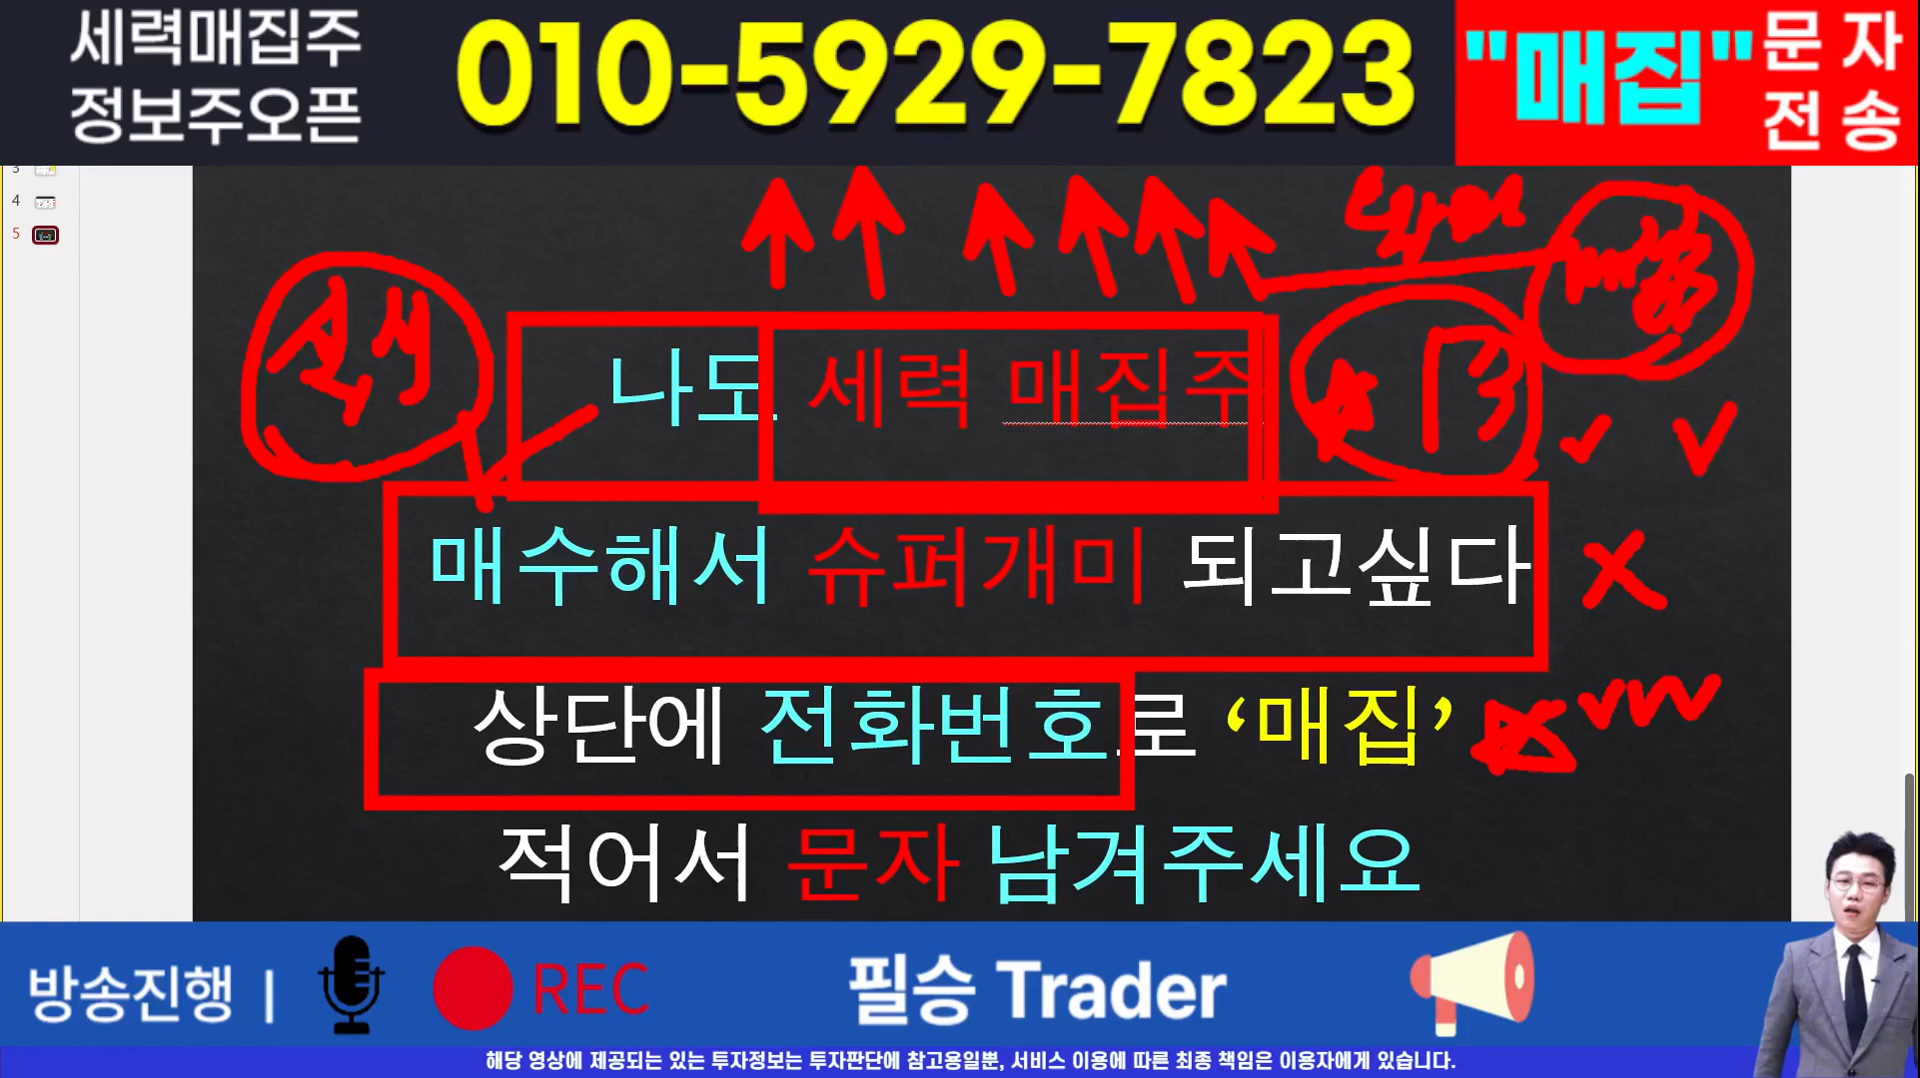 세력매집주
정보주오픈
010-5929-7823
"매집"
문자
전송
3
4
5
나도 세력 매집주
매수해서 슈퍼개미 되고싶다
상단에 전화번호로 ‘매집’
적어서 문자 남겨주세요
방송진행 |
REC
필승 Trader
해당 영상에 제공되는 있는 투자정보는 투자판단에 참고용일뿐, 서비스 이용에 따른 최종 책임은 이용자에게 있습니다.